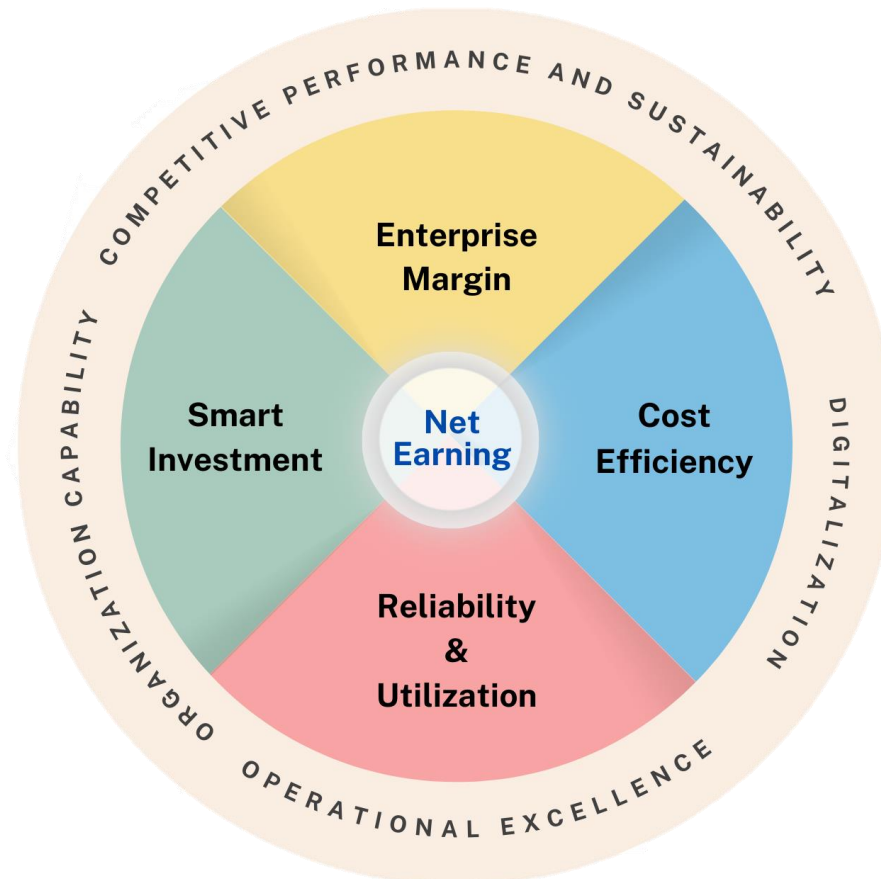 COMPETITIVE PERFORMANCE AND SUSTAINABILITY
Enterprise
Margin
Smart
Investment
Net
Earning
Cost
Efficiency
Reliability
&
Utilization
DIGITALIZATION
OPERATIONAL EXCELLENCE
ORGANIZATION CAPABILITY